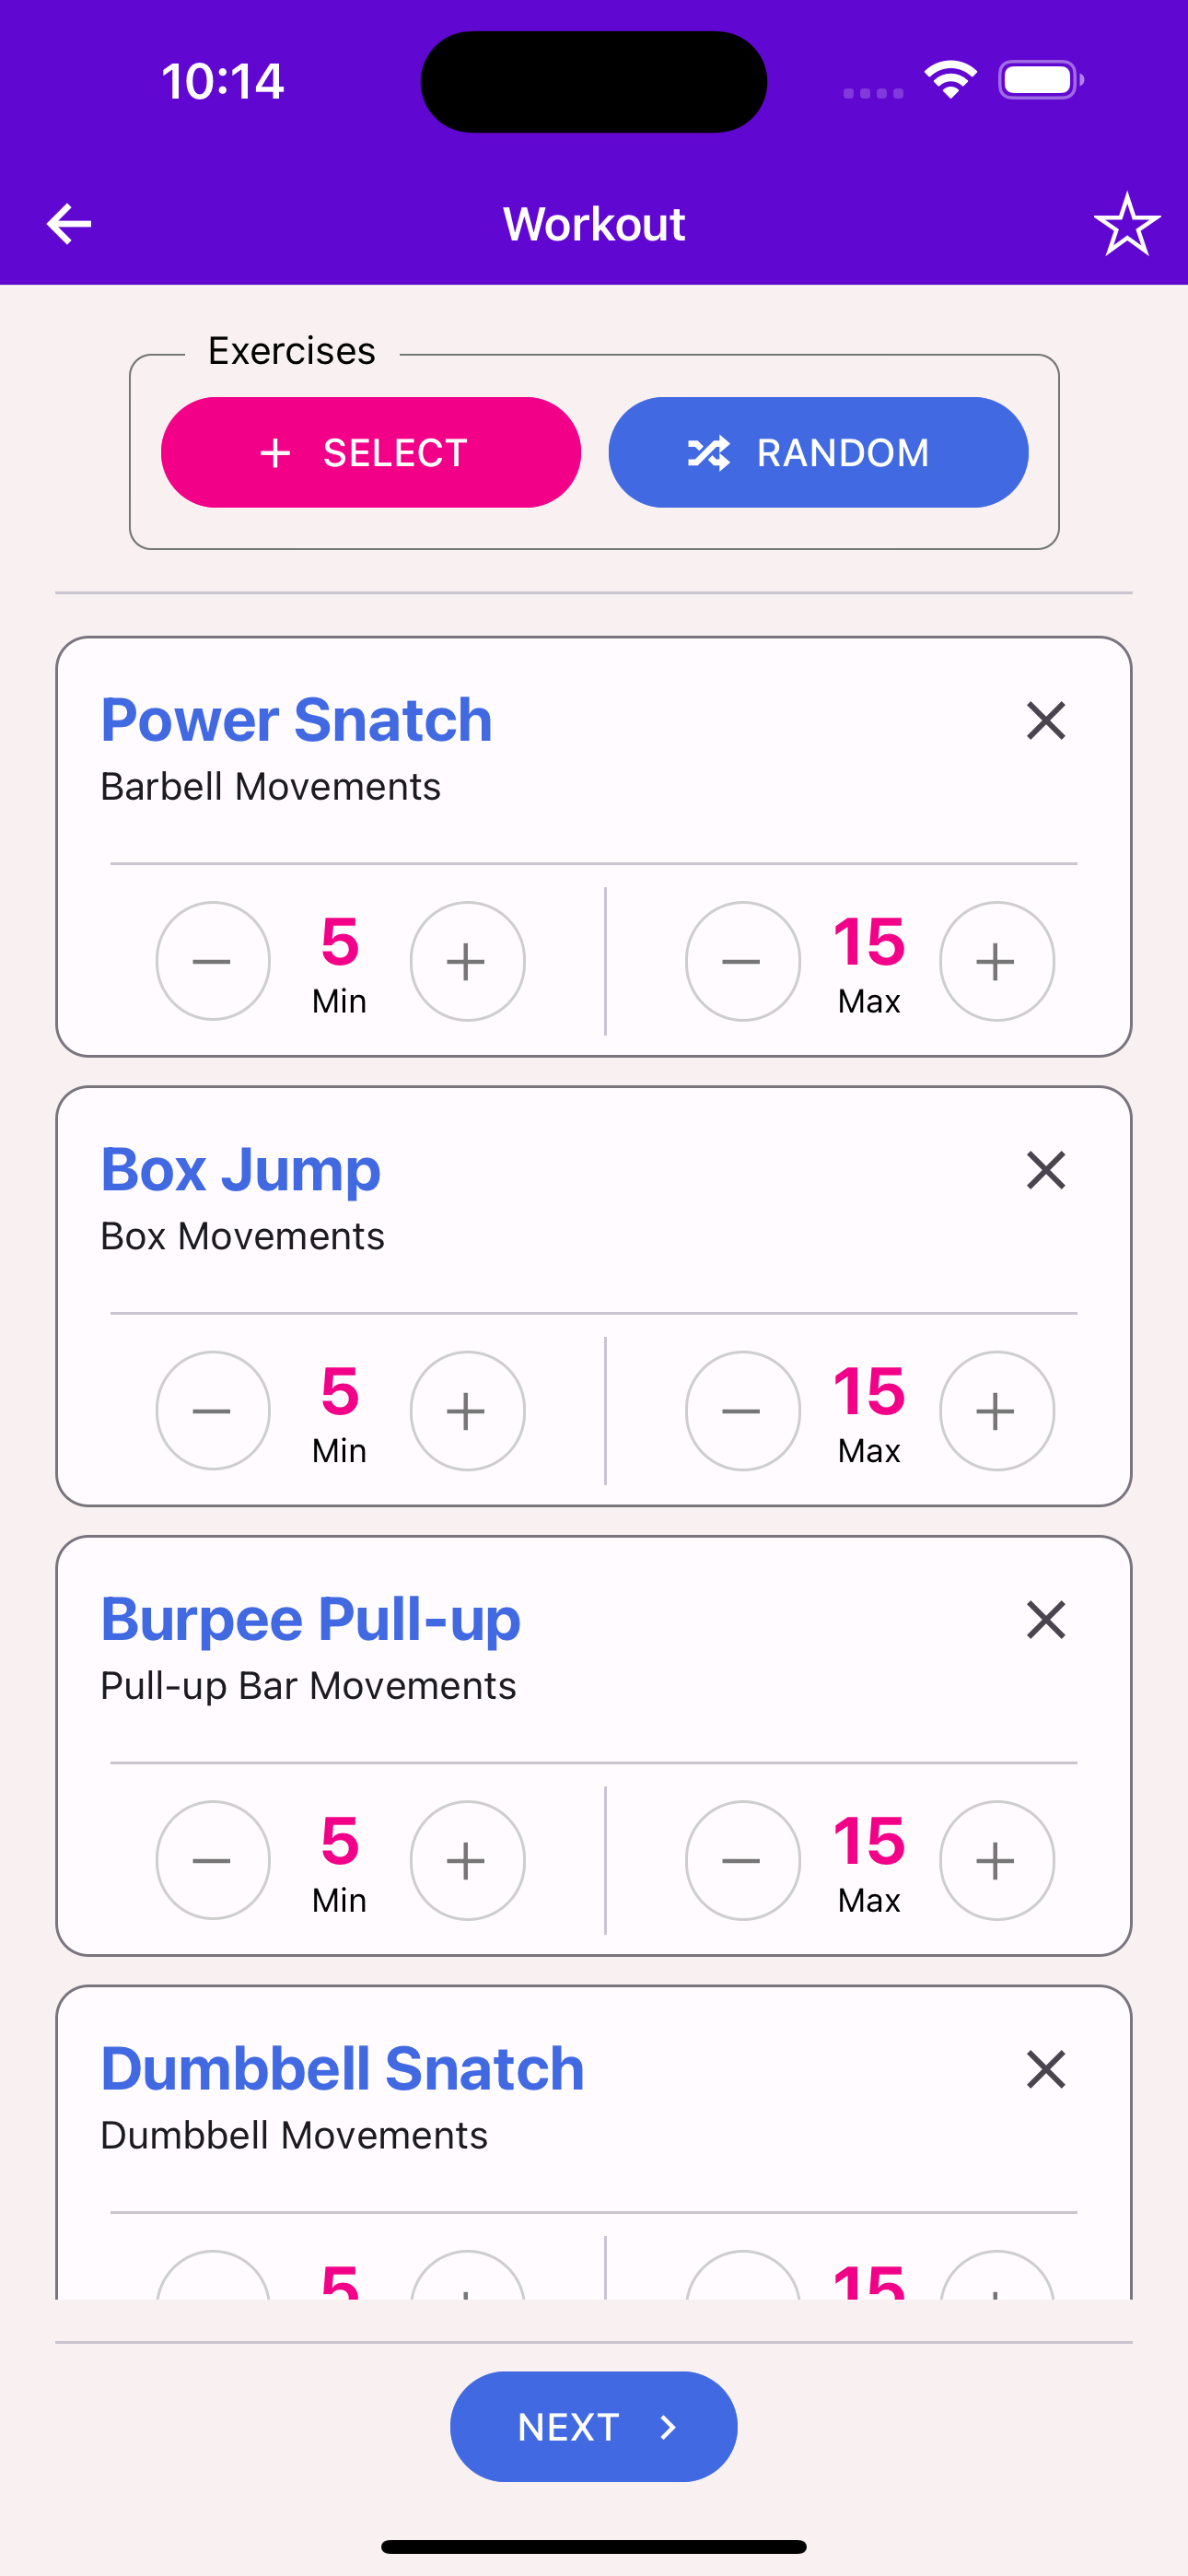 10:14
Workout
Exercises
+ SELECT
RANDOM
Power Snatch
Barbell Movements
5
Min
15
Max
Box Jump
Box Movements
5
Min
15
Max
Burpee Pull-up
Pull-up Bar Movements
5
Min
15
Max
Dumbbell Snatch
Dumbbell Movements
5
15
NEXT